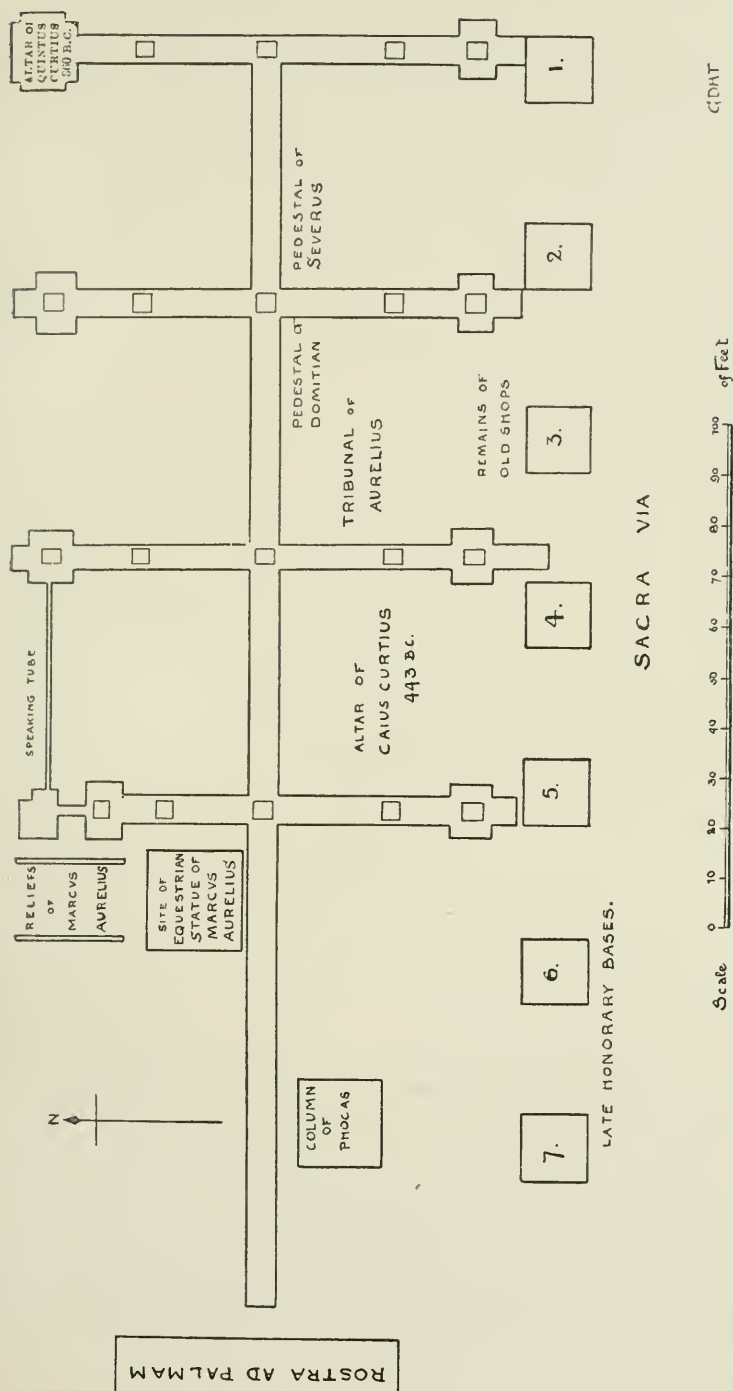 ALTAR OF
QUINTUS
CURTIUS
360 B.C.
SPEAKING TUBE
RELIEFS
OF
MARCVS
AURELIUS
SITE OF
EQUESTRIAN
STATUE OF
MARCVS
AURELIUS
N
PEDESTAL OF
SEVERUS
PEDESTAL OF
DOMITIAN
TRIBUNAL OF
AURELIUS
ALTAR OF
CAIUS CURTIUS
443 BC.
COLUMN
OF
PHOCAS
ROSTRA AD PALMAM
REMAINS OF
OLD SHOPS
7.
6.
5.
4.
3.
2.
1.
LATE HONORARY BASES.
SACRA VIA
Scale
0 10 20 30 40 50 60 70 80 90 100
of Feet
GDHT